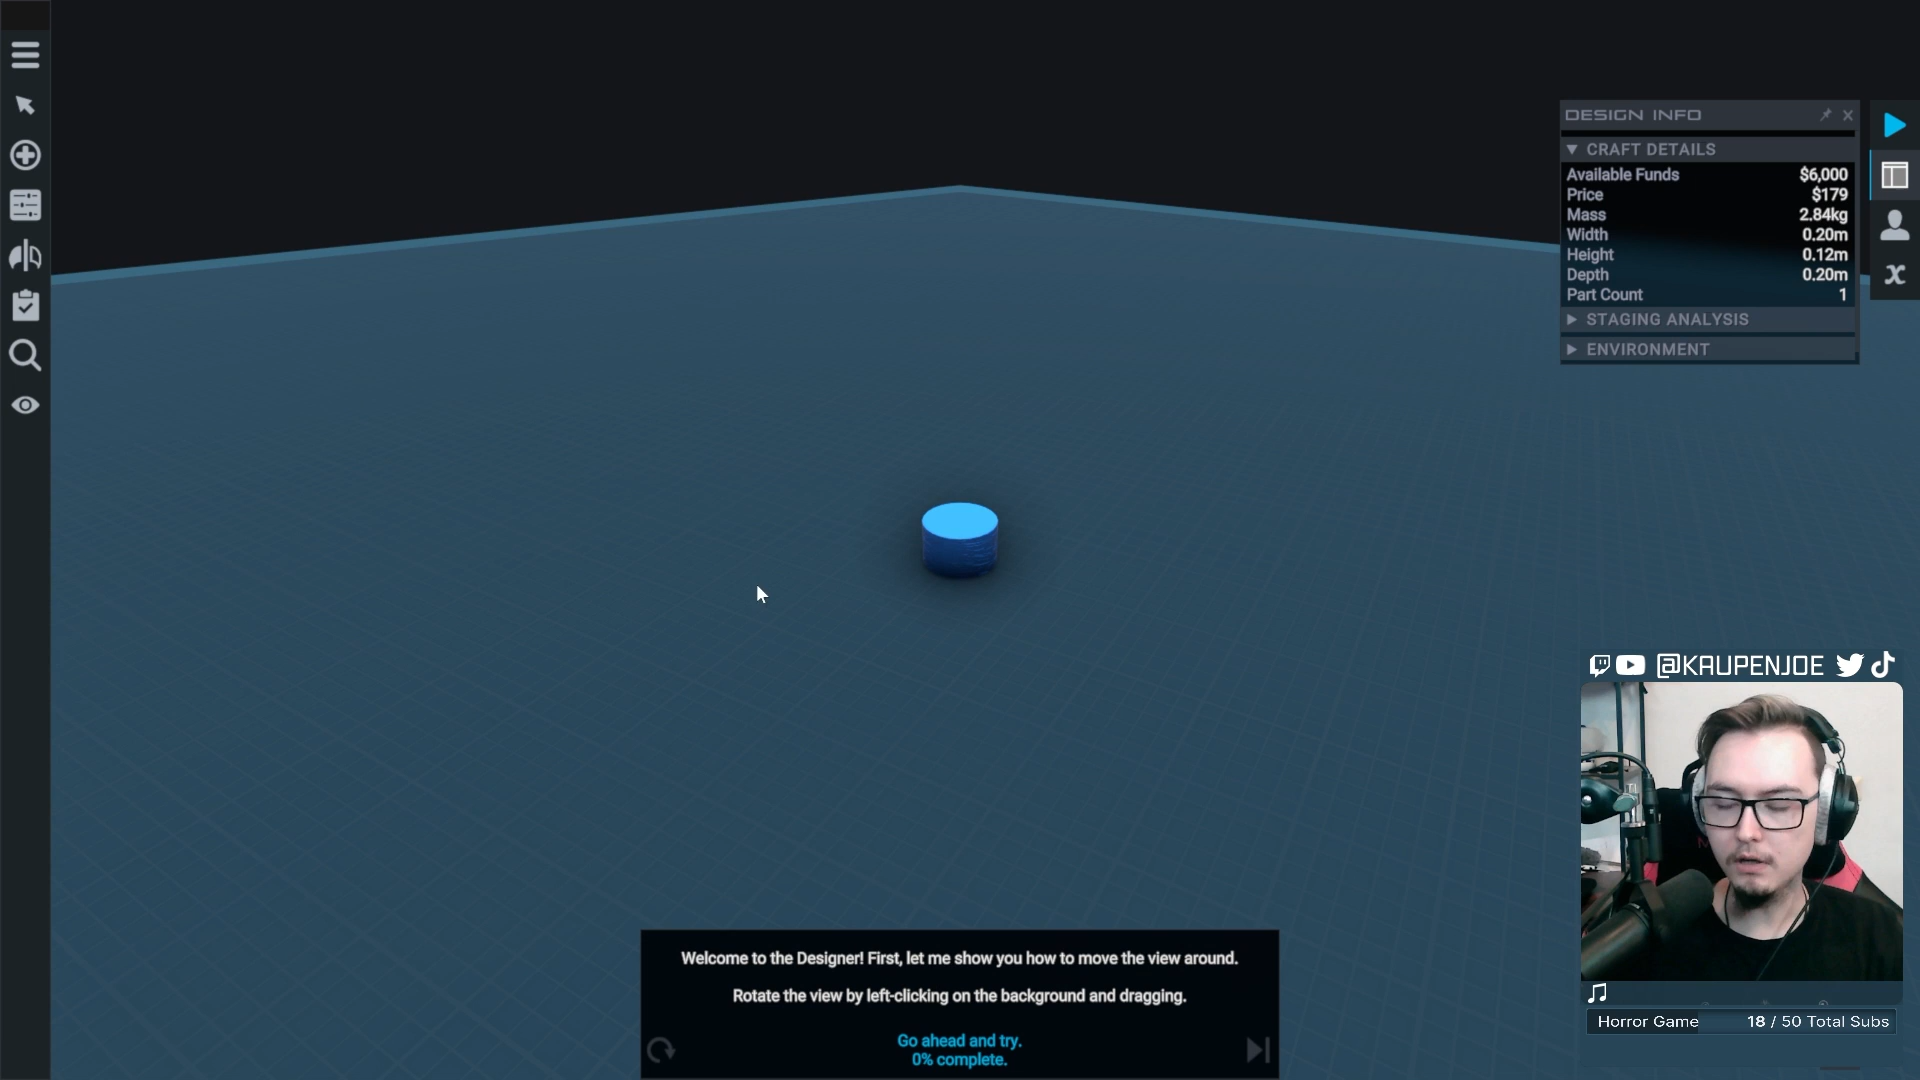 DESIGN INFO
CRAFT DETAILS
Available Funds $6,000
Price $179
Mass 2.84kg
Width 0.20m
Height 0.12m
Depth 0.20m
Part Count 1
STAGING ANALYSIS
ENVIRONMENT
@KAUPENJOE
Welcome to the Designer! First, let me show you how to move the view around.
Rotate the view by left-clicking on the background and dragging.
Go ahead and try.
0% complete.
Horror Game 18 / 50 Total Subs